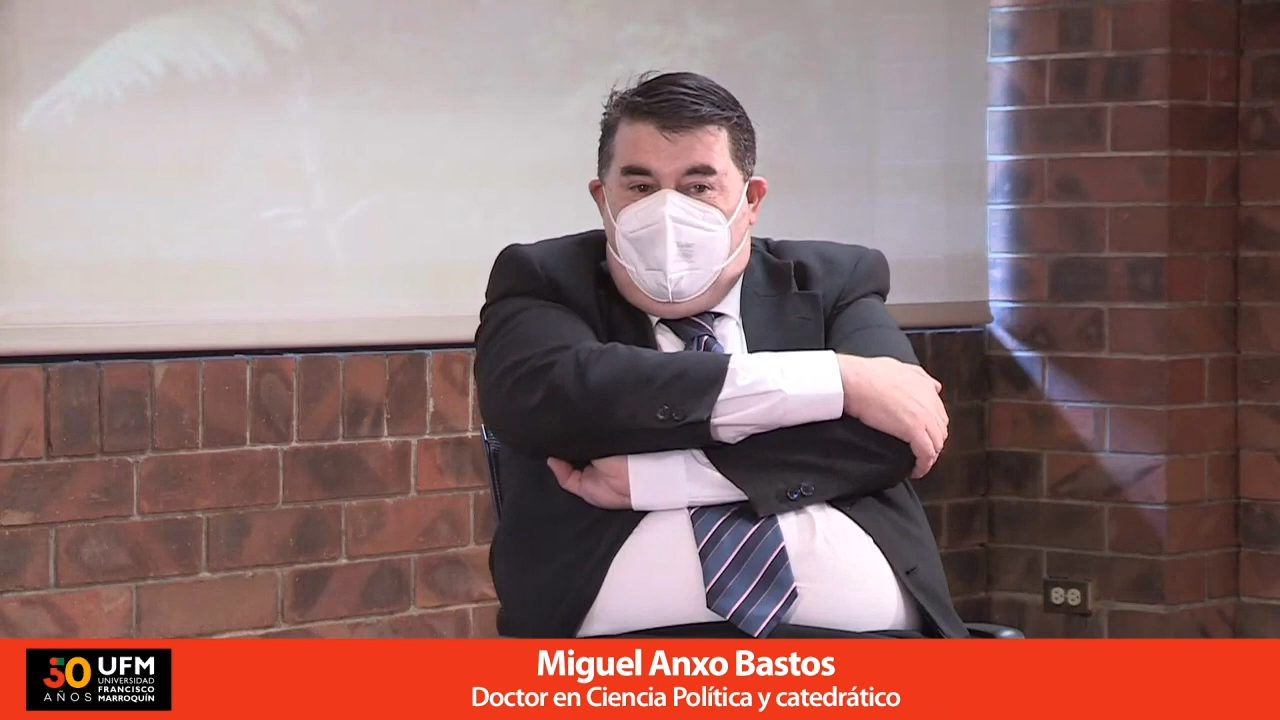 Miguel Anxo Bastos
Doctor en Ciencia Política y catedrático
50 UFM
AÑOS
UNIVERSIDAD
FRANCISCO
MARROQUÍN